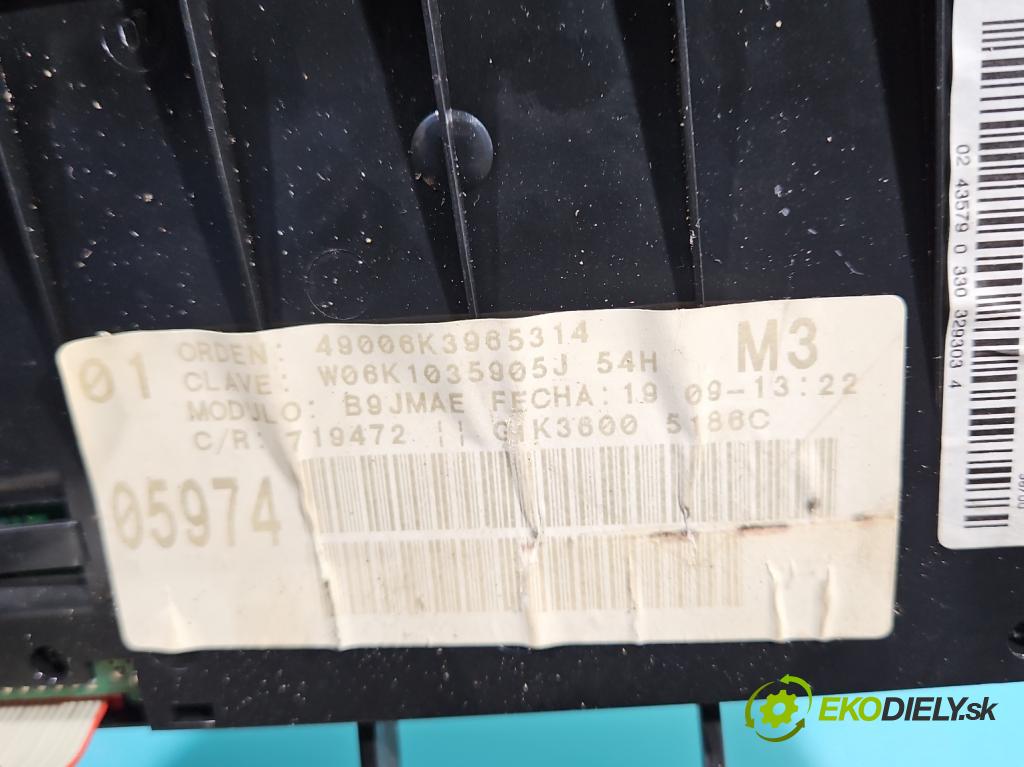 01 ORDEN: 49006K3965314 M3
CLAVE: W06K1035905J 54H
MODULO: B9JMAE FECHA: 19 09-13:22
C/R: 719472 5186C
05974
02 43579 0 330 329303 4
EKODIELY.sk